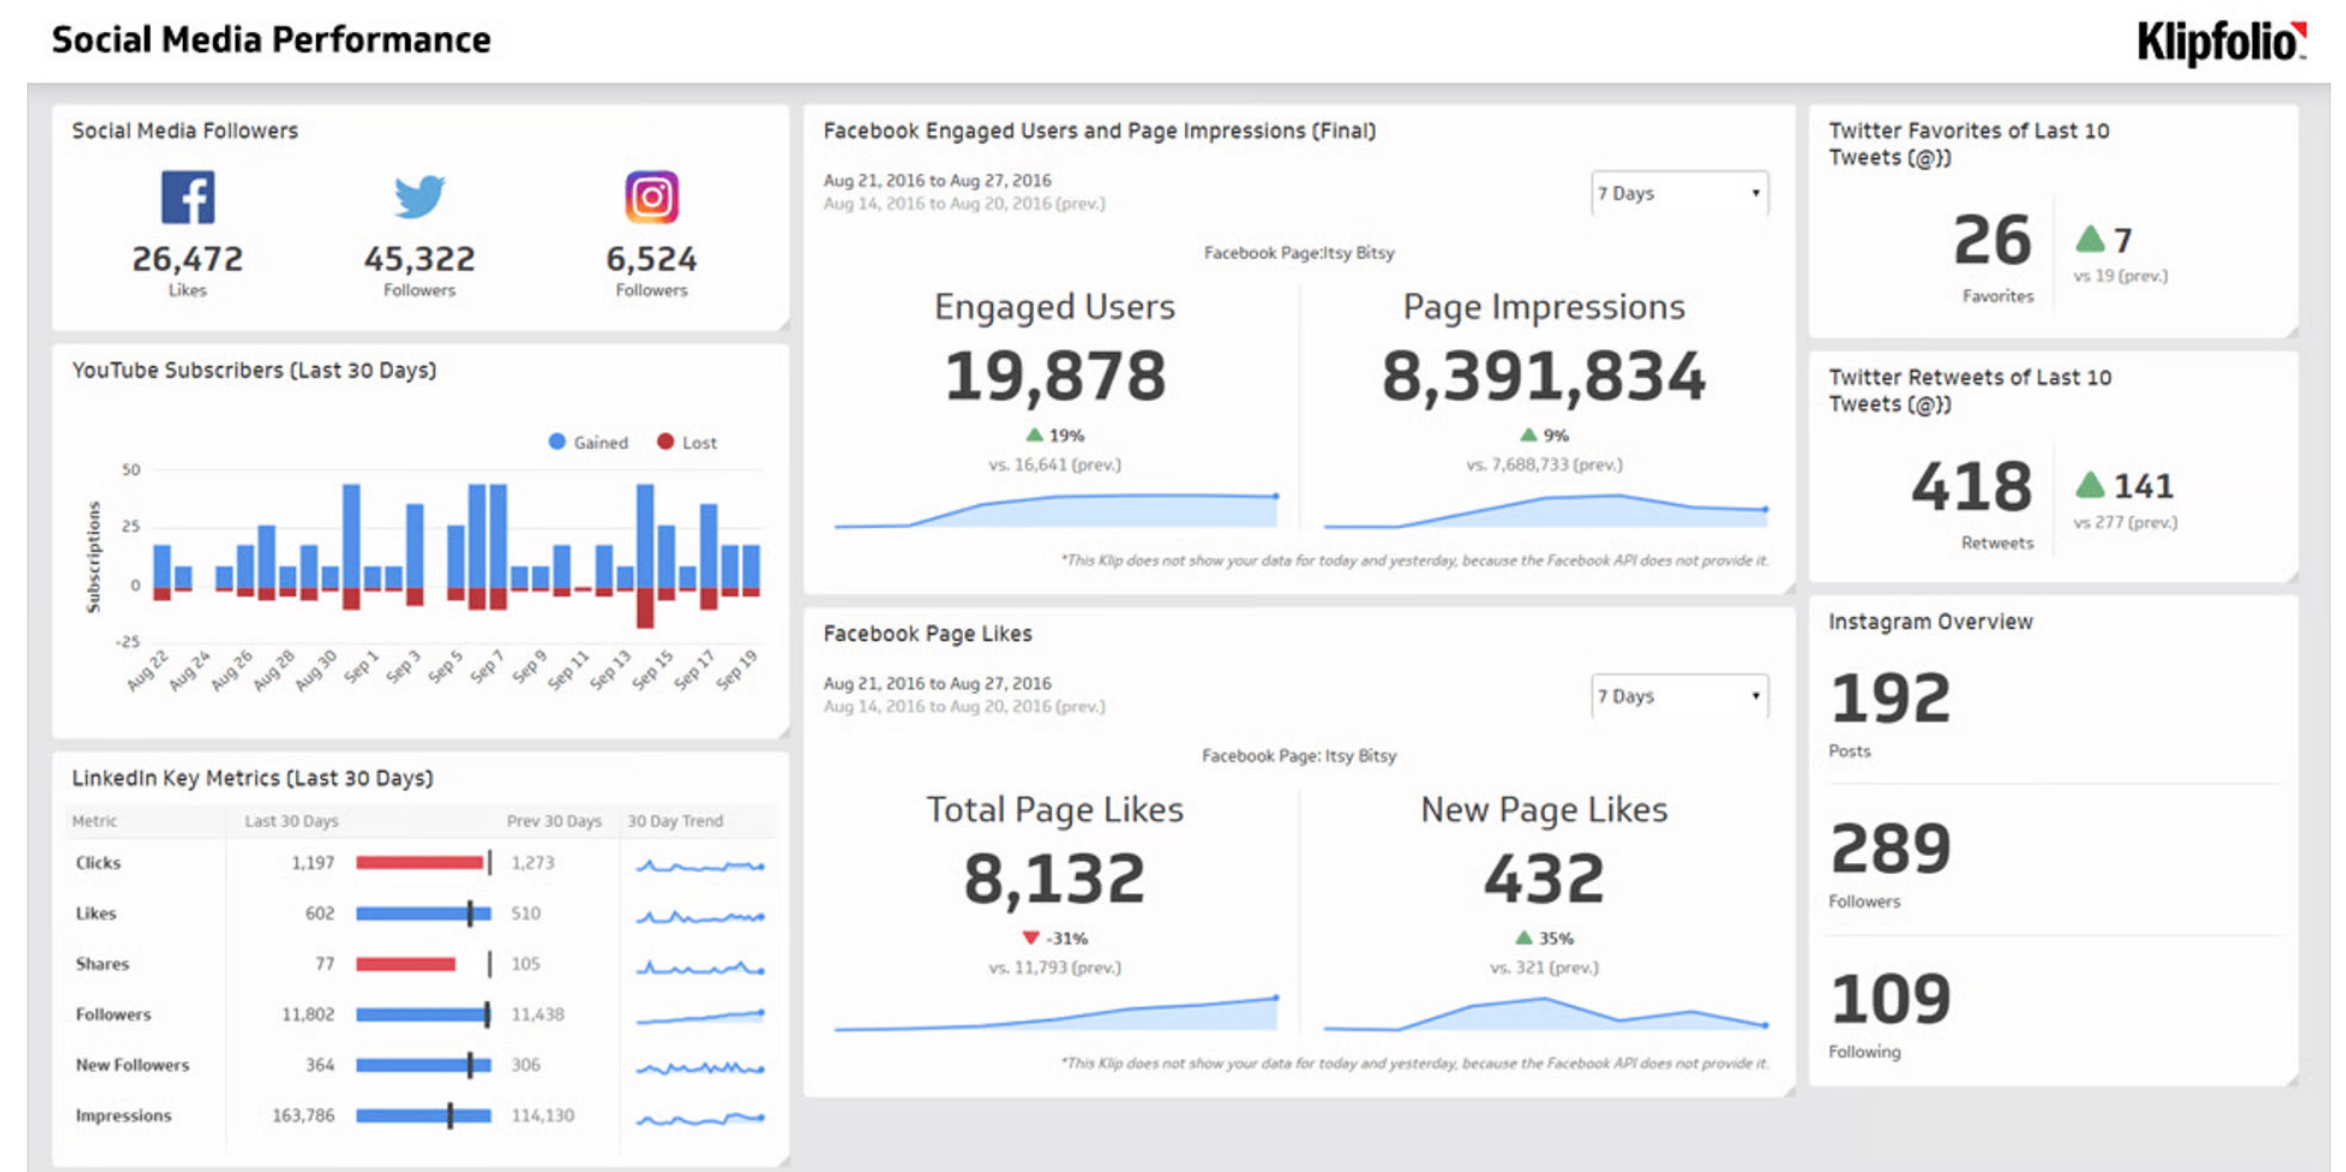 Social Media Performance
Klipfolio
Social Media Followers
26,472
Likes
45,322
Followers
6,524
Followers
YouTube Subscribers (Last 30 Days)
Gained
Lost
Subscriptions
50
25
0
-25
Aug 22
Aug 24
Aug 26
Aug 28
Aug 30
Sep 1
Sep 3
Sep 5
Sep 7
Sep 9
Sep 11
Sep 13
Sep 15
Sep 17
Sep 19
LinkedIn Key Metrics (Last 30 Days)
Metric Last 30 Days Prev 30 Days 30 Day Trend
Clicks 1,197 1,273
Likes 602 510
Shares 77 105
Followers 11,802 11,438
New Followers 364 306
Impressions 163,786 114,130
Facebook Engaged Users and Page Impressions (Final)
Aug 21, 2016 to Aug 27, 2016
Aug 14, 2016 to Aug 20, 2016 (prev.)
7 Days
Facebook Page:Itsy Bitsy
Engaged Users
19,878
19%
vs. 16,641 (prev.)
Page Impressions
8,391,834
9%
vs. 7,688,733 (prev.)
*This Klip does not show your data for today and yesterday, because the Facebook API does not provide it.
Facebook Page Likes
Aug 21, 2016 to Aug 27, 2016
Aug 14, 2016 to Aug 20, 2016 (prev.)
7 Days
Facebook Page: Itsy Bitsy
Total Page Likes
8,132
-31%
vs. 11,793 (prev.)
New Page Likes
432
35%
vs. 321 (prev.)
*This Klip does not show your data for today and yesterday, because the Facebook API does not provide it.
Twitter Favorites of Last 10
Tweets (@})
26
Favorites
7
vs 19 (prev.)
Twitter Retweets of Last 10
Tweets (@})
418
Retweets
141
vs 277 (prev.)
Instagram Overview
192
Posts
289
Followers
109
Following